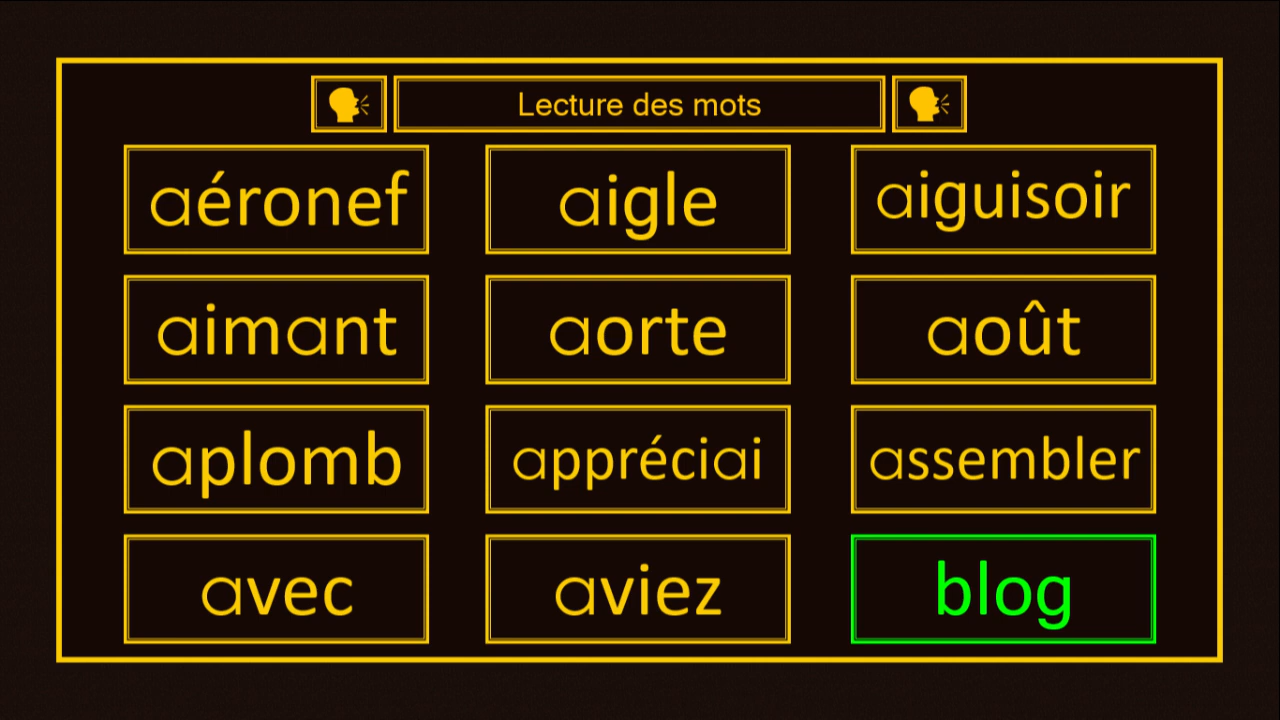 Lecture des mots
aéronef aigle aiguisoir
aimant aorte août
aplomb appréciai assembler
avec aviez blog